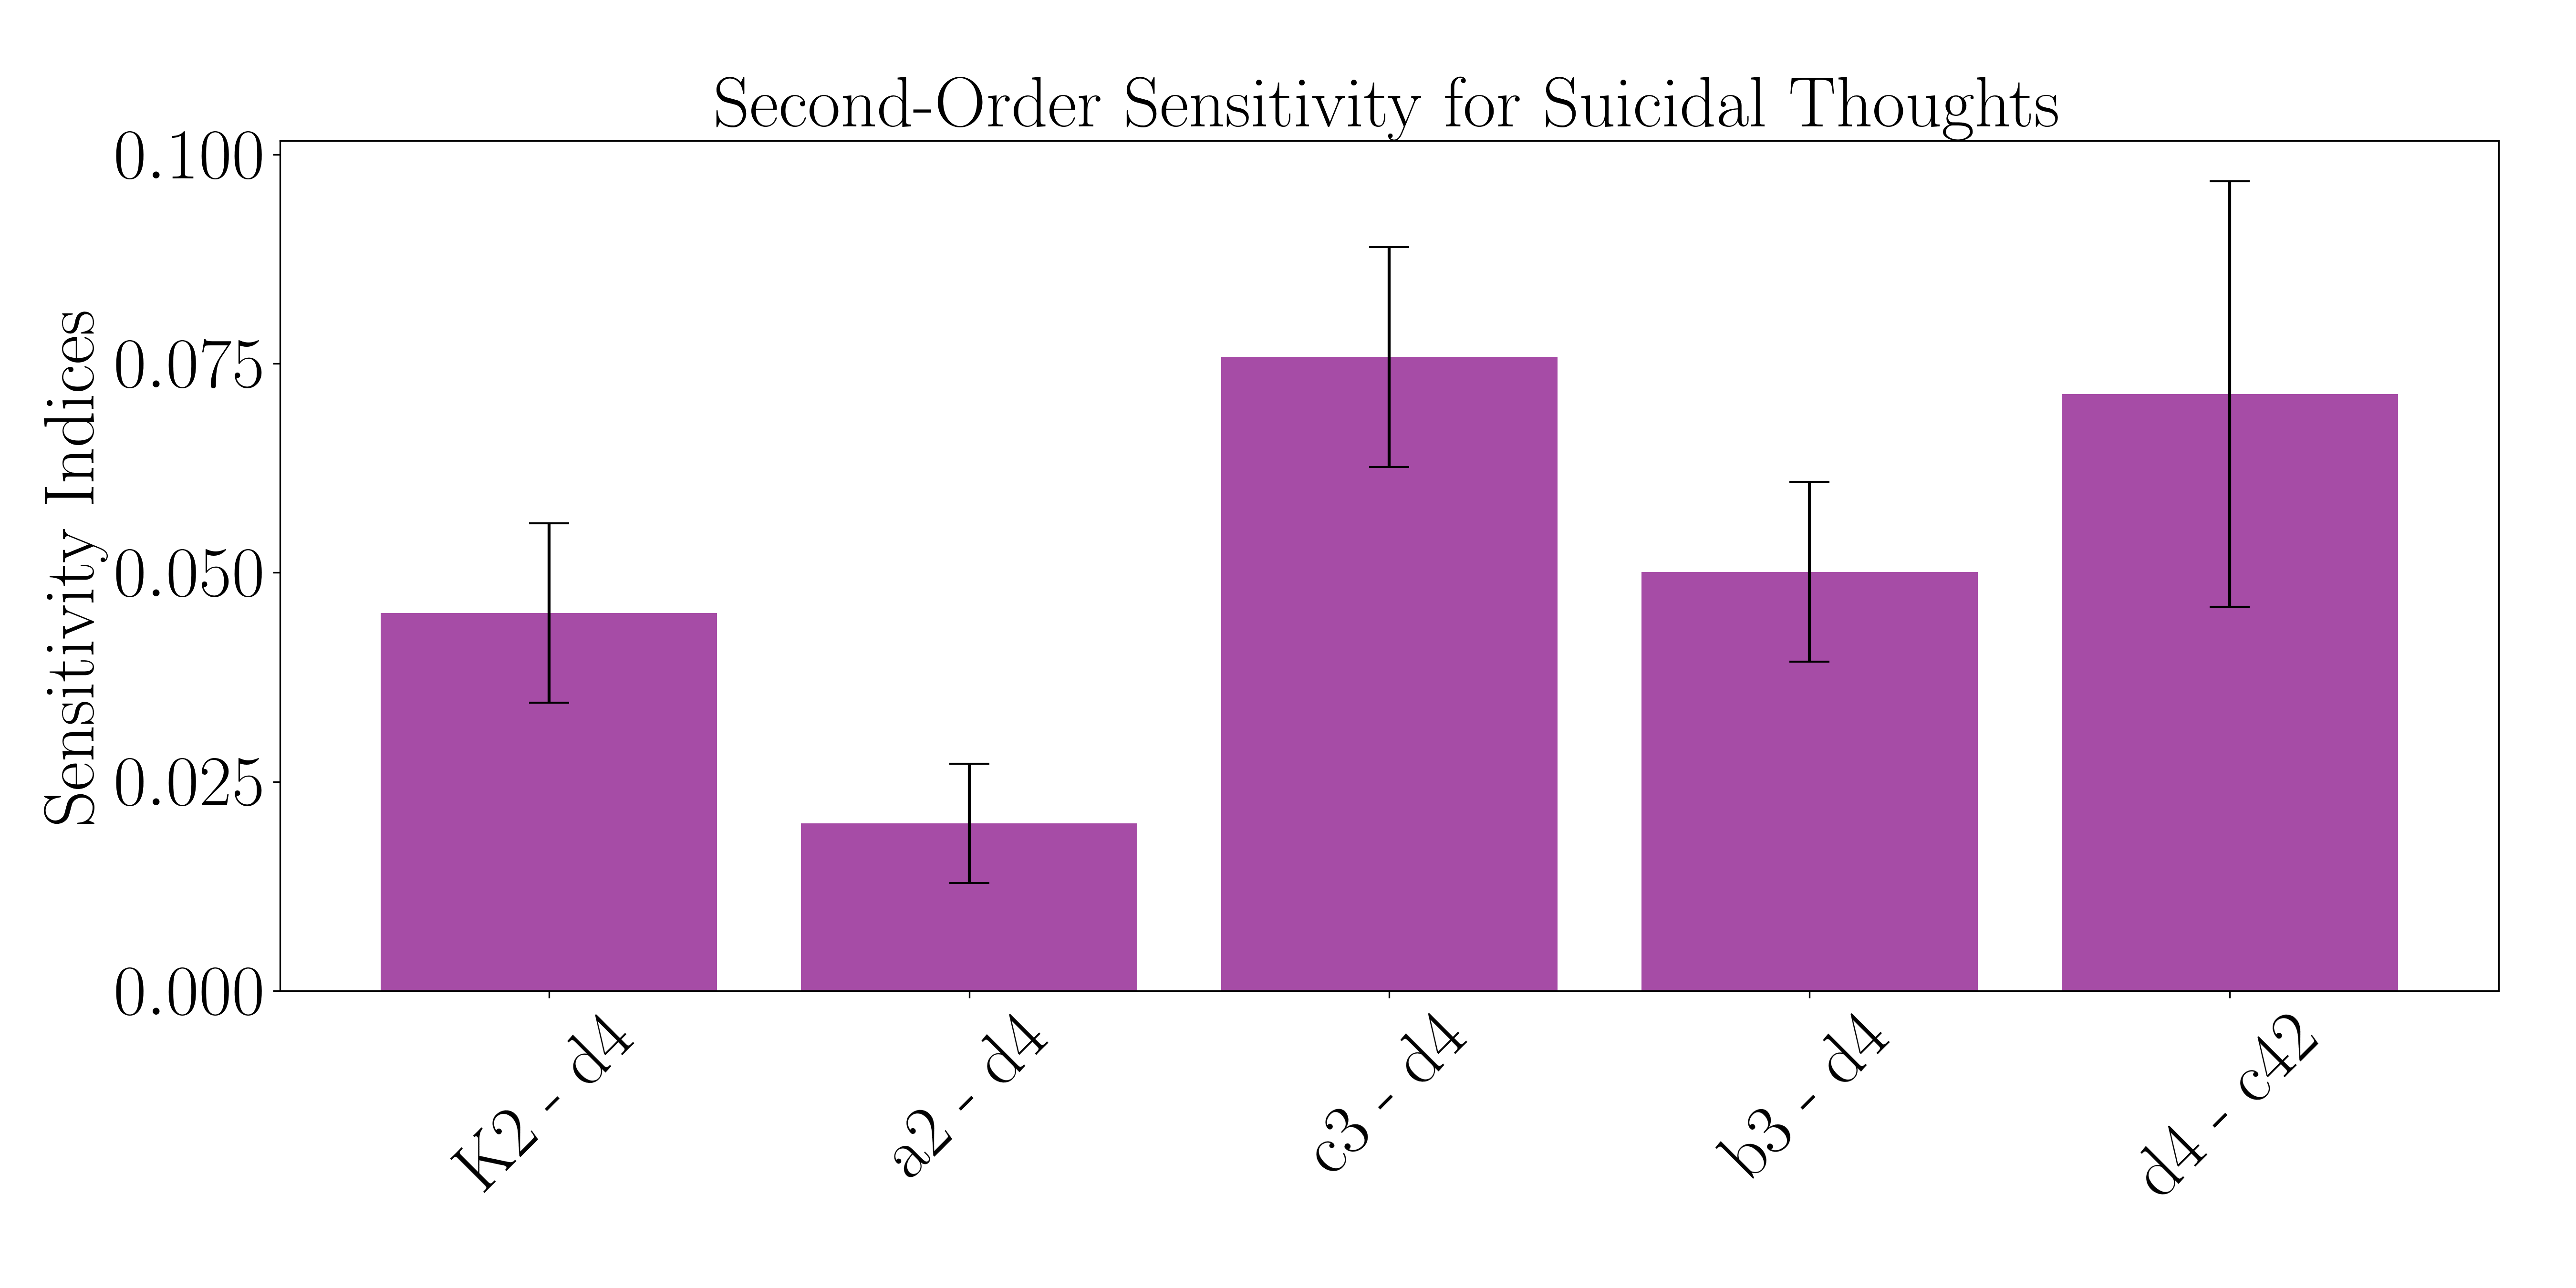 Second-Order Sensitivity for Suicidal Thoughts
Sensitivity Indices
0.100
0.075
0.050
0.025
0.000
K2 - d4
a2 - d4
c3 - d4
b3 - d4
d4 - c42